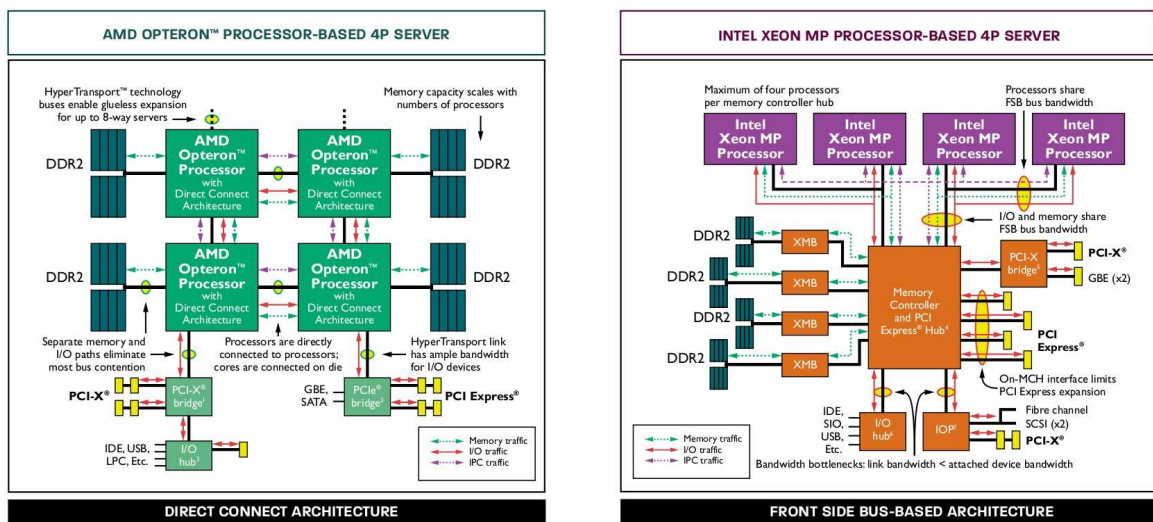 AMD OPTERON™ PROCESSOR-BASED 4P SERVER
HyperTransport™ technology
buses enable glueless expansion
for up to 8-way servers
Memory capacity scales with
numbers of processors
DDR2
AMD
Opteron™
Processor
with
Direct Connect
Architecture
AMD
Opteron™
Processor
with
Direct Connect
Architecture
DDR2
DDR2
AMD
Opteron™
Processor
with
Direct Connect
Architecture
AMD
Opteron™
Processor
with
Direct Connect
Architecture
DDR2
Separate memory and
I/O paths eliminate
most bus contention
Processors are directly
connected to processors;
cores are connected on die
HyperTransport link
has ample bandwidth
for I/O devices
PCI-X®
PCI-X®
bridge¹
GBE,
SATA
PCIe®
bridge²
PCI Express®
IDE, USB,
LPC, Etc.
I/O
hub³
Memory traffic
I/O traffic
IPC traffic
DIRECT CONNECT ARCHITECTURE
INTEL XEON MP PROCESSOR-BASED 4P SERVER
Maximum of four processors
per memory controller hub
Processors share
FSB bus bandwidth
Intel
Xeon MP
Processor
Intel
Xeon MP
Processor
Intel
Xeon MP
Processor
Intel
Xeon MP
Processor
I/O and memory share
FSB bus bandwidth
DDR2
XMB
DDR2
XMB
DDR2
XMB
DDR2
XMB
Memory
Controller
and PCI
Express® Hub⁴
PCI-X
bridge⁵
PCI-X®
GBE (x2)
PCI
Express®
On-MCH interface limits
PCI Express expansion
IDE,
SIO,
USB,
Etc.
I/O
hub⁶
IOP⁷
Fibre channel
SCSI (x2)
PCI-X®
Memory traffic
I/O traffic
IPC traffic
Bandwidth bottlenecks: link bandwidth < attached device bandwidth
FRONT SIDE BUS-BASED ARCHITECTURE